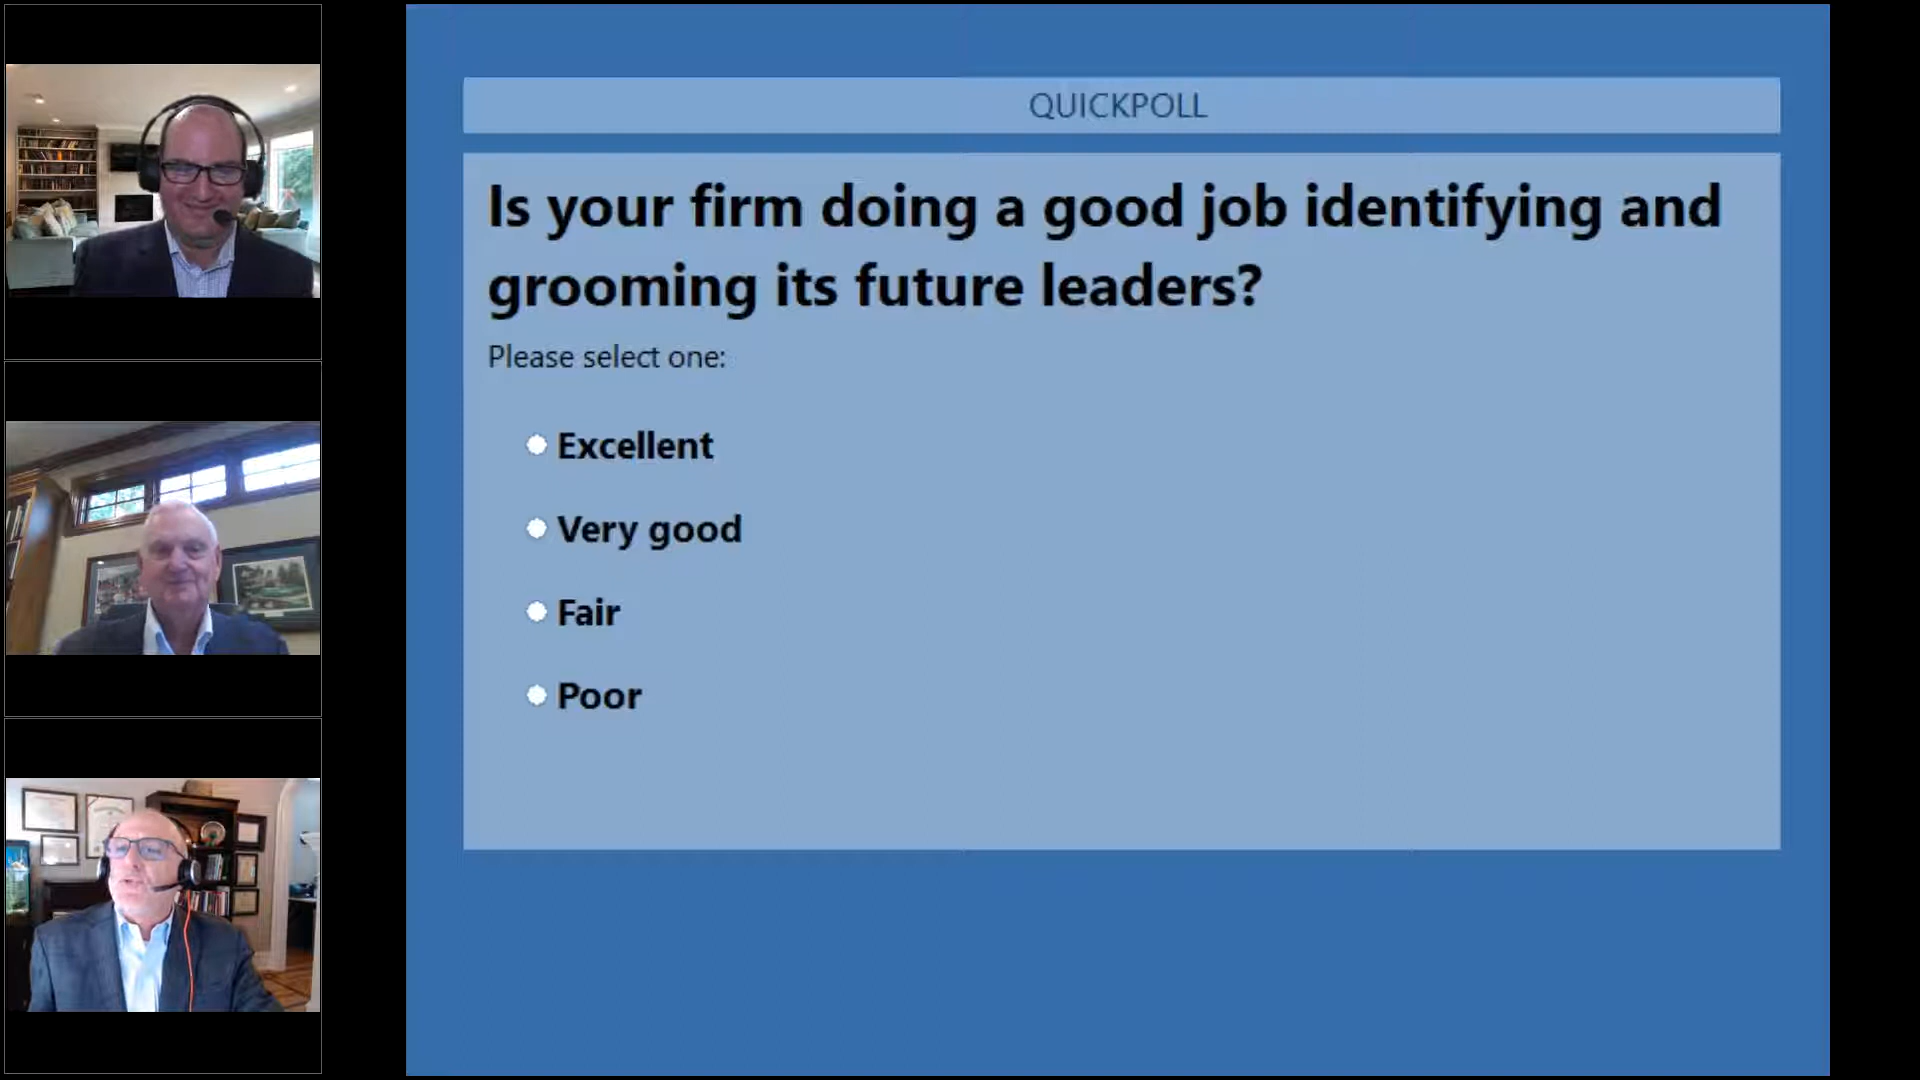 QUICKPOLL
Is your firm doing a good job identifying and
grooming its future leaders?
Please select one:
Excellent
Very good
Fair
Poor